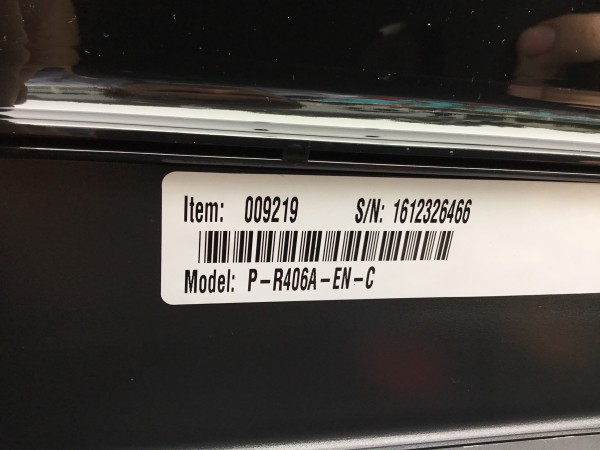 Item: 009219 S/N: 1612326466
Model: P-R406A-EN-C